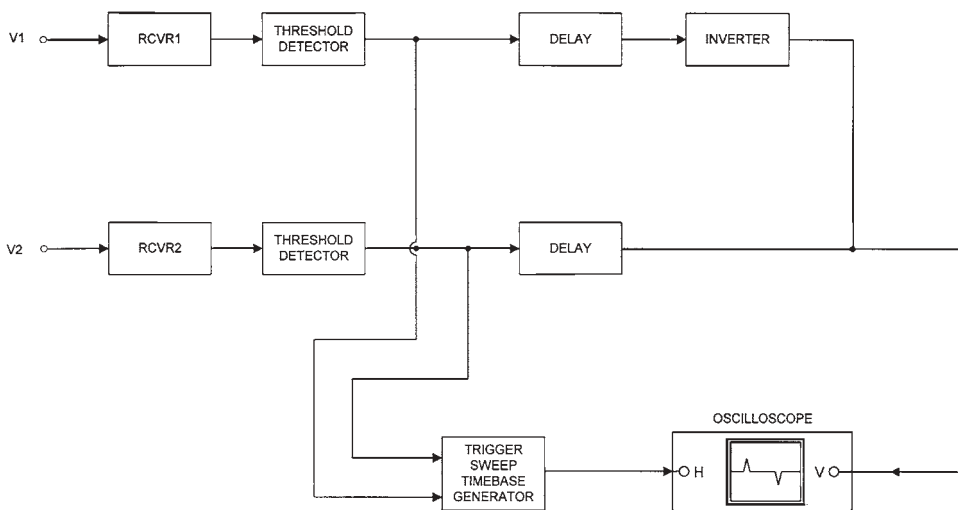 V1
RCVR1
THRESHOLD
DETECTOR
DELAY
INVERTER
V2
RCVR2
THRESHOLD
DETECTOR
DELAY
OSCILLOSCOPE
TRIGGER
SWEEP
TIMEBASE
GENERATOR
H
V